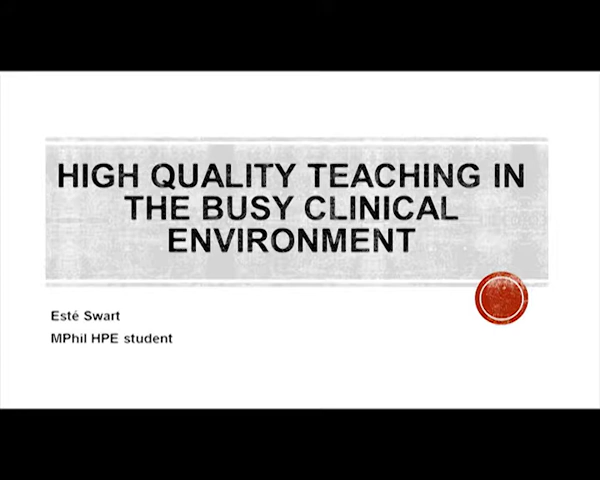 HIGH QUALITY TEACHING IN
THE BUSY CLINICAL
ENVIRONMENT
Esté Swart
MPhil HPE student